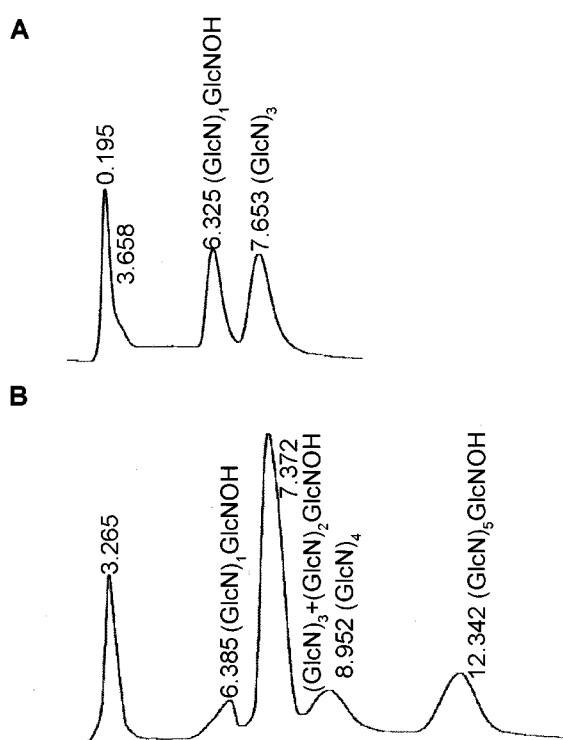 A
0.195
3.658
6.325 (GlcN)₁GlcNOH
7.653 (GlcN)₃
B
3.265
6.385 (GlcN)₁GlcNOH
7.372
(GlcN)₃+(GlcN)₂GlcNOH
8.952 (GlcN)₄
12.342 (GlcN)₅GlcNOH